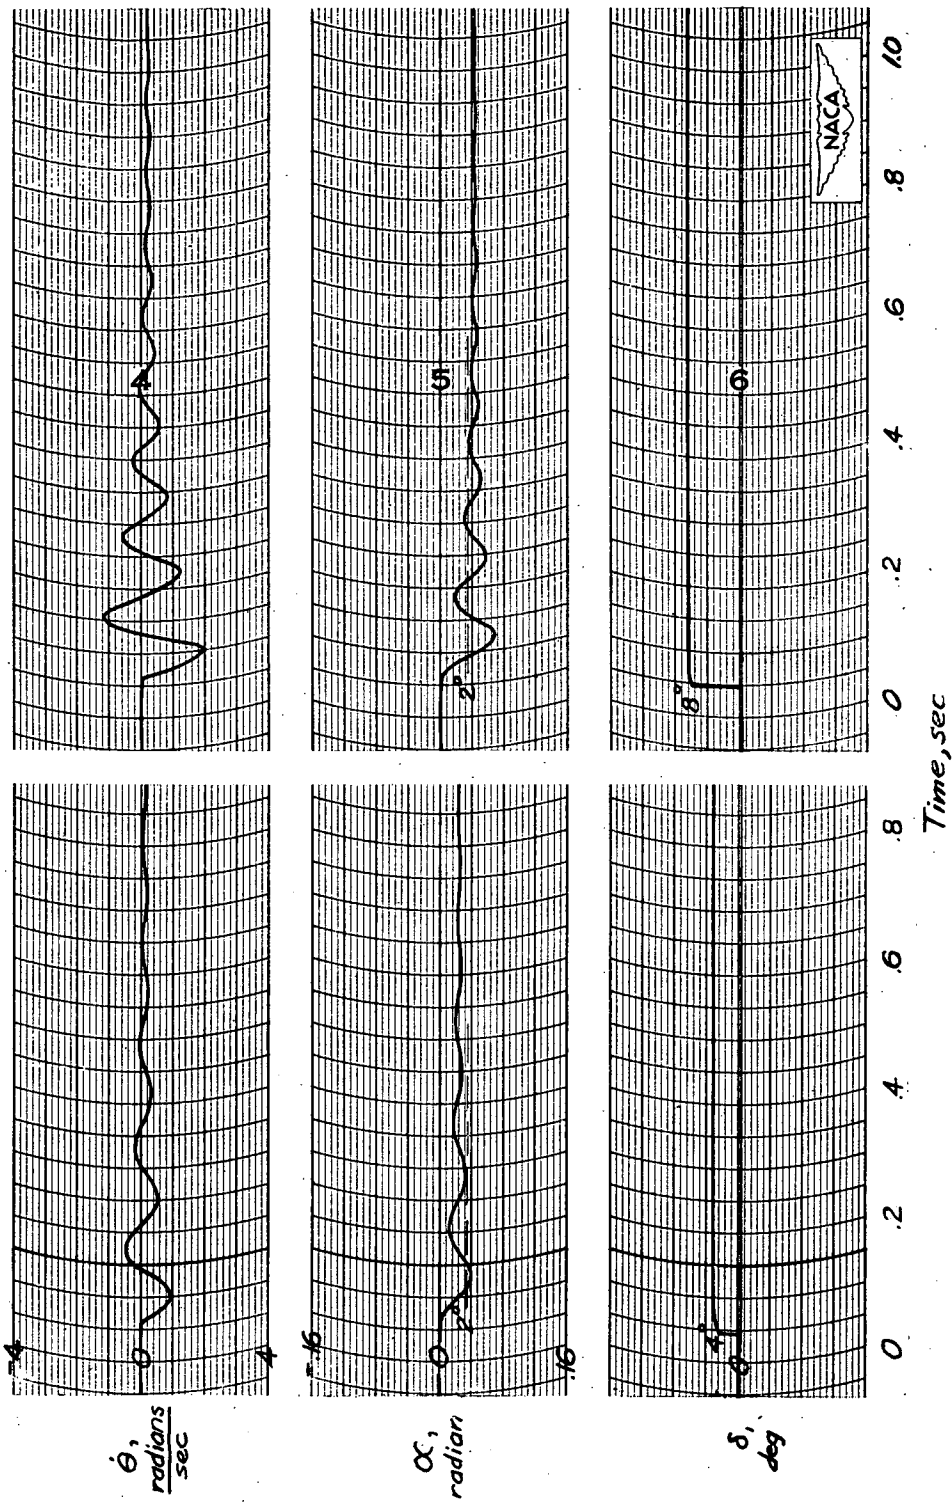 θ̇,
radians
sec
-4
0
4
α,
radian
-.16
0
.16
2°
2°
δ,
deg
4°
0
8°
4
5
6
0
.2
.4
.6
.8
0
.2
.4
.6
.8
1.0
Time, sec
NACA